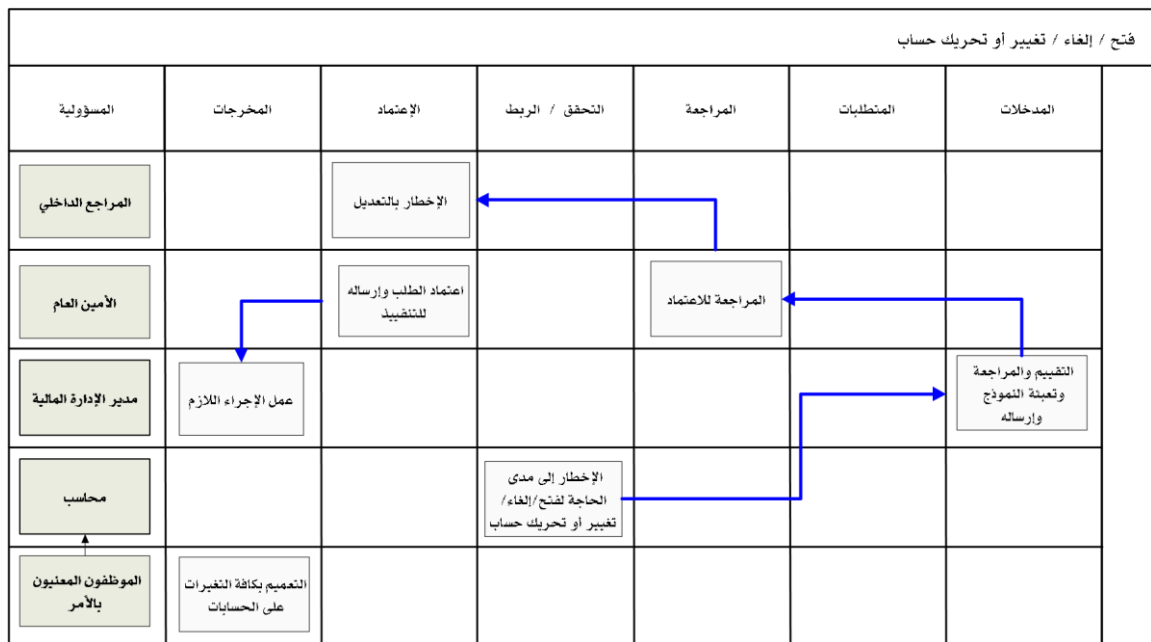 فتح / إلغاء / تغيير أو تحريك حساب
المدخلات
المتطلبات
المراجعة
التحقق / الربط
الإعتماد
المخرجات
المسؤولية
الإخطار بالتعديل
المراجع الداخلي
المراجعة للاعتماد
اعتماد الطلب وإرساله
للتنفييذ
الأمين العام
التقييم والمراجعة
وتعبئة النموذج
وإرساله
عمل الإجراء اللازم
مدير الإدارة المالية
الإخطار إلى مدى
الحاجة لفتح/إلغاء/
تغيير أو تحريك حساب
محاسب
التعميم بكافة التغيرات
على الحسابات
الموظفون المعنيون
بالأمر